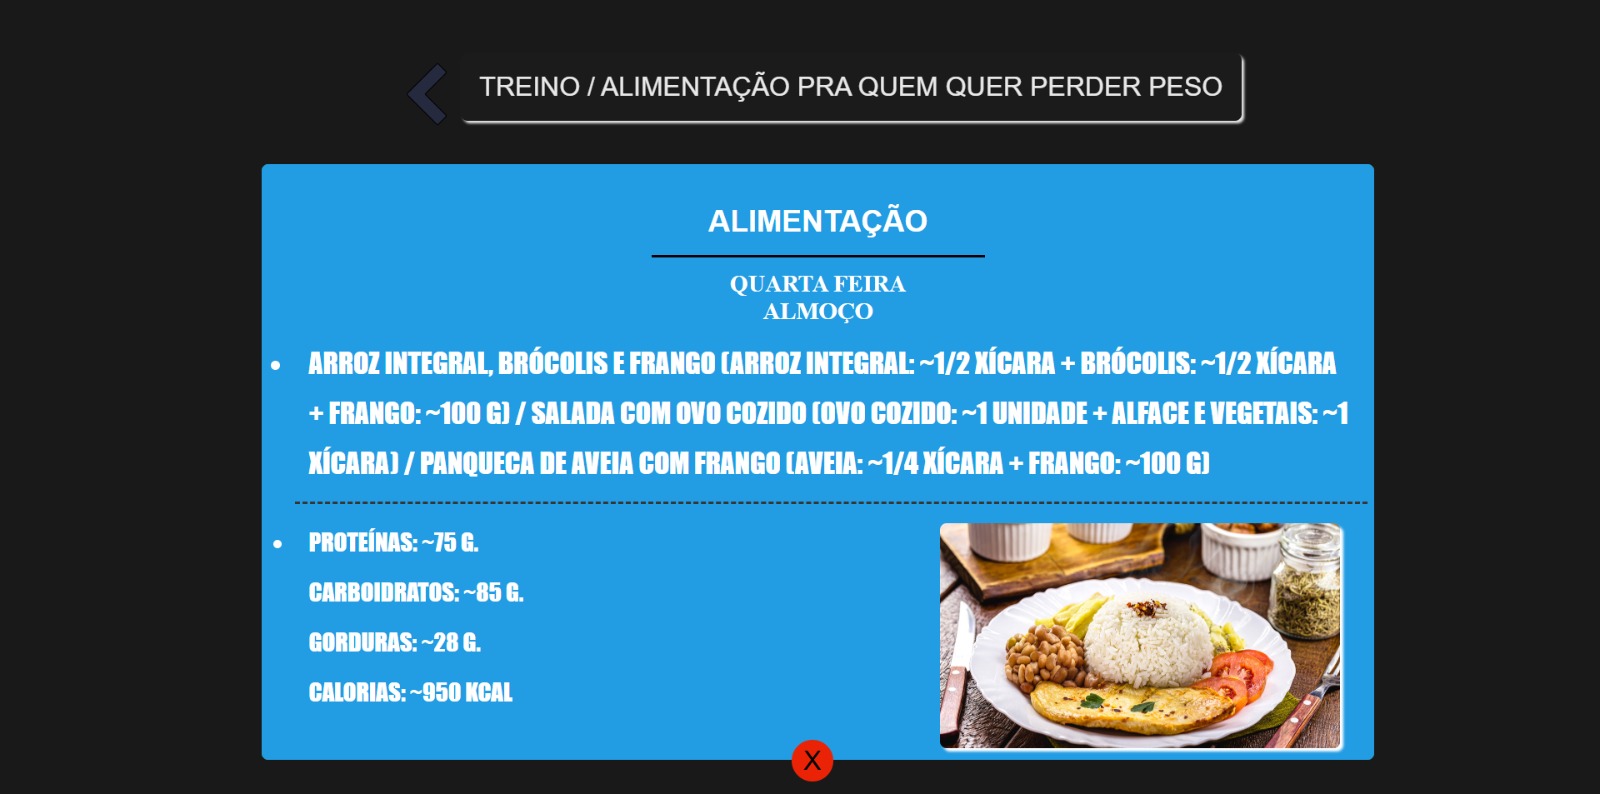 TREINO / ALIMENTAÇÃO PRA QUEM QUER PERDER PESO
ALIMENTAÇÃO
QUARTA FEIRA
ALMOÇO
• ARROZ INTEGRAL, BRÓCOLIS E FRANGO (ARROZ INTEGRAL: ~1/2 XÍCARA + BRÓCOLIS: ~1/2 XÍCARA
+ FRANGO: ~100 G) / SALADA COM OVO COZIDO (OVO COZIDO: ~1 UNIDADE + ALFACE E VEGETAIS: ~1
XÍCARA) / PANQUECA DE AVEIA COM FRANGO (AVEIA: ~1/4 XÍCARA + FRANGO: ~100 G)
• PROTEÍNAS: ~75 G.
CARBOIDRATOS: ~85 G.
GORDURAS: ~28 G.
CALORIAS: ~950 KCAL
X